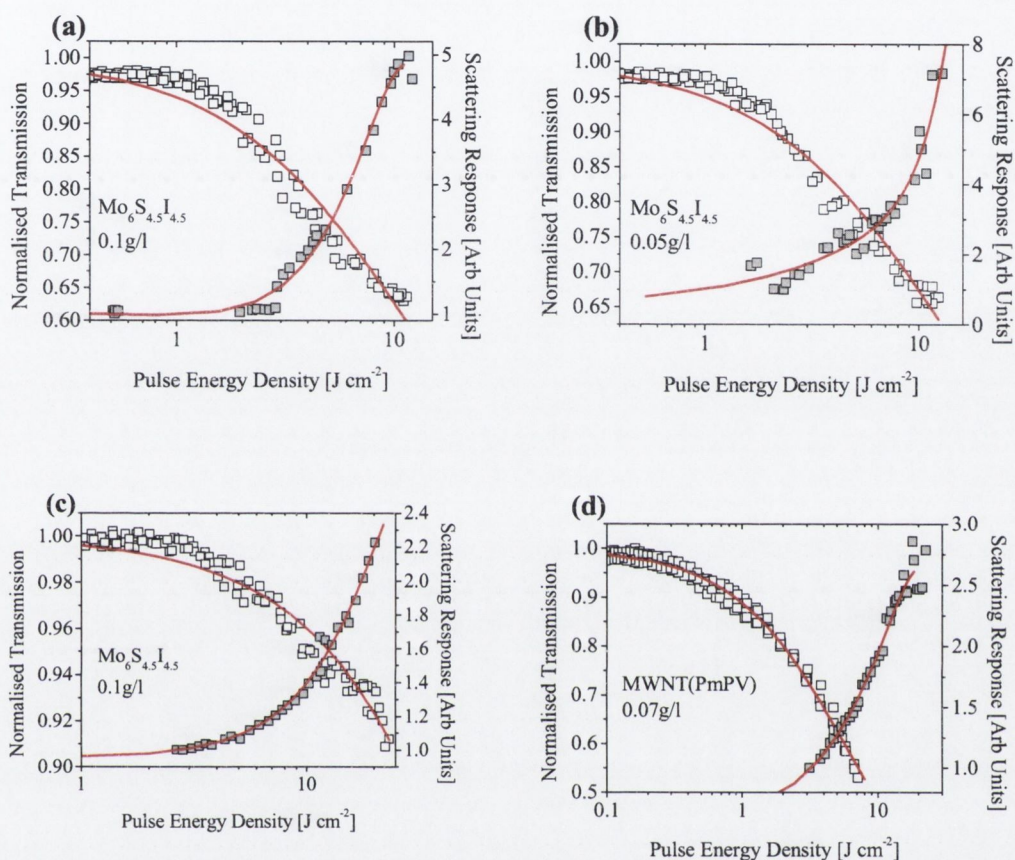 (a)
1.00
0.95
0.90
0.85
0.80
0.75
0.70
0.65
0.60
Normalised Transmission
5
4
3
2
1
Scattering Response [Arb Units]
Mo6S4.5I4.5
0.1g/l
1
10
Pulse Energy Density [J cm-2]
(b)
1.00
0.95
0.90
0.85
0.80
0.75
0.70
0.65
Normalised Transmission
8
6
4
2
0
Scattering Response [Arb Units]
Mo6S4.5I4.5
0.05g/l
1
10
Pulse Energy Density [J cm-2]
(c)
1.00
0.98
0.96
0.94
0.92
0.90
Normalised Transmission
2.4
2.2
2.0
1.8
1.6
1.4
1.2
1.0
Scattering Response [Arb Units]
Mo6S4.5I4.5
0.1g/l
1
10
Pulse Energy Density [J cm-2]
(d)
1.0
0.9
0.8
0.7
0.6
0.5
Normalised Transmission
3.0
2.5
2.0
1.5
1.0
Scattering Response [Arb Units]
MWNT(PmPV)
0.07g/l
0.1
1
10
Pulse Energy Density [J cm-2]